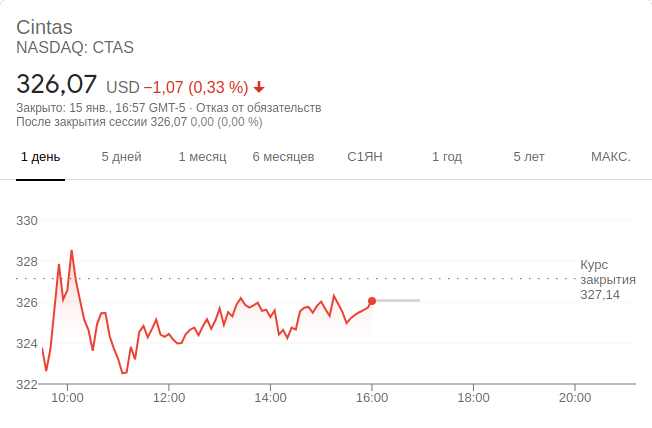 Cintas
NASDAQ: CTAS
326,07 USD −1,07 (0,33 %)
Закрыто: 15 янв., 16:57 GMT-5 · Отказ от обязательств
После закрытия сессии 326,07 0,00 (0,00 %)
1 день 5 дней 1 месяц 6 месяцев С1ЯН 1 год 5 лет МАКС.
330
328
326
324
322
Курс
закрытия
327,14
10:00 12:00 14:00 16:00 18:00 20:00